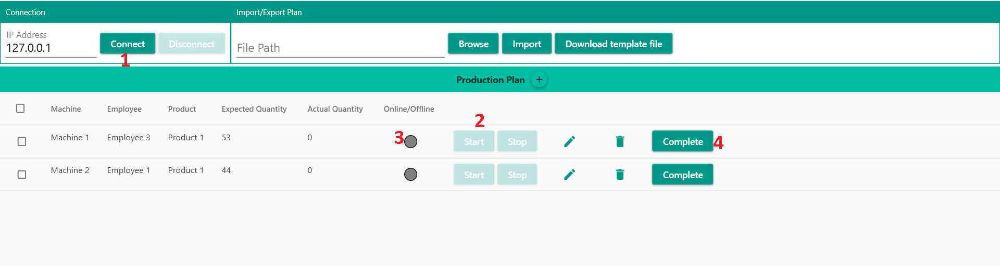 Connection Import/Export Plan
IP Address
127.0.0.1 Connect Disconnect File Path Browse Import Download template file
1
Production Plan +
Machine Employee Product Expected Quantity Actual Quantity Online/Offline
2
Machine 1 Employee 3 Product 1 53 0 3 Start Stop Complete 4
Machine 2 Employee 1 Product 1 44 0 Start Stop Complete